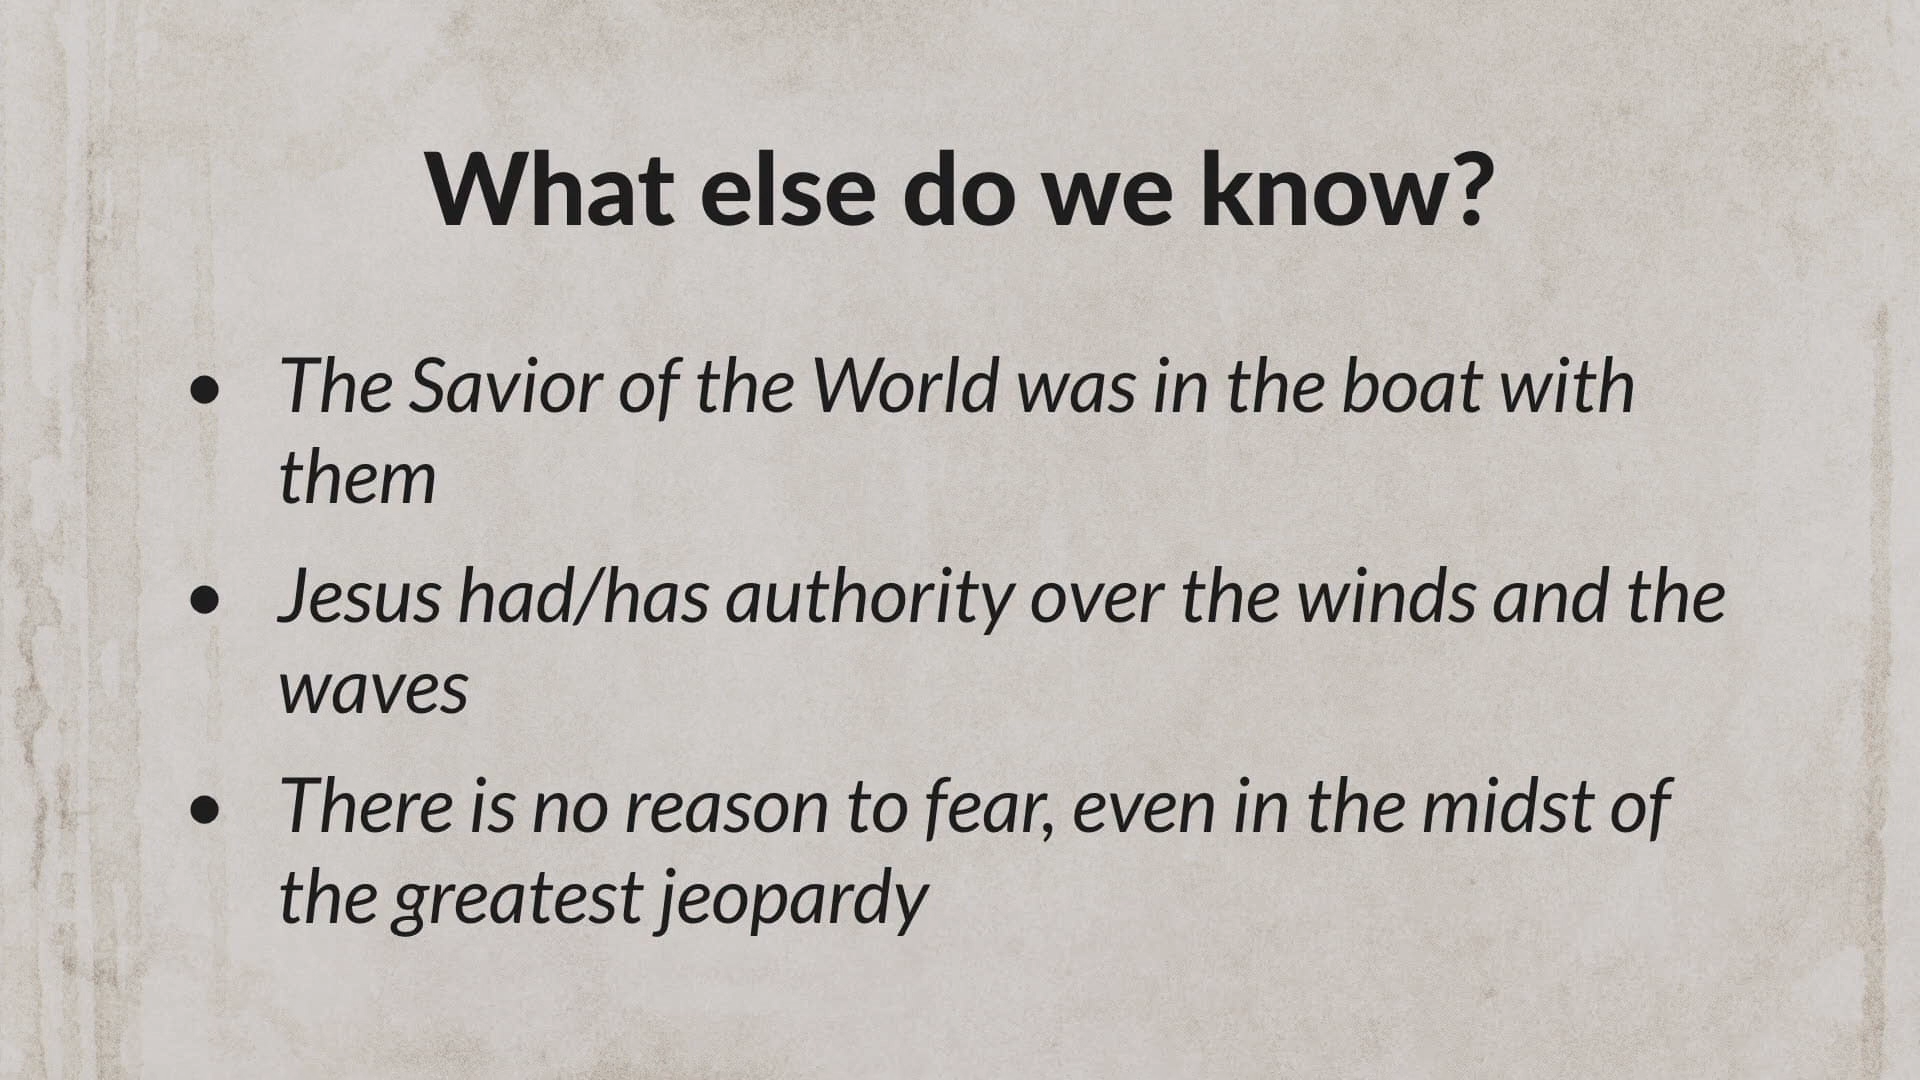 What else do we know?
• The Savior of the World was in the boat with
them
• Jesus had/has authority over the winds and the
waves
• There is no reason to fear, even in the midst of
the greatest jeopardy